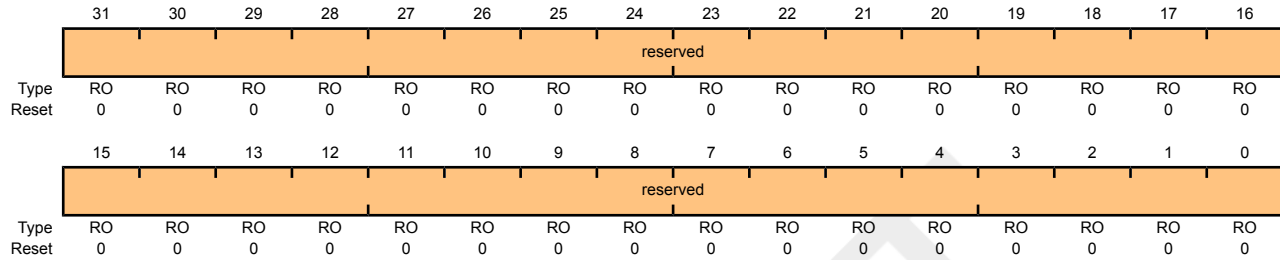 31 30 29 28 27 26 25 24 23 22 21 20 19 18 17 16
reserved
Type RO RO RO RO RO RO RO RO RO RO RO RO RO RO RO RO
Reset 0 0 0 0 0 0 0 0 0 0 0 0 0 0 0 0
15 14 13 12 11 10 9 8 7 6 5 4 3 2 1 0
reserved
Type RO RO RO RO RO RO RO RO RO RO RO RO RO RO RO RO
Reset 0 0 0 0 0 0 0 0 0 0 0 0 0 0 0 0